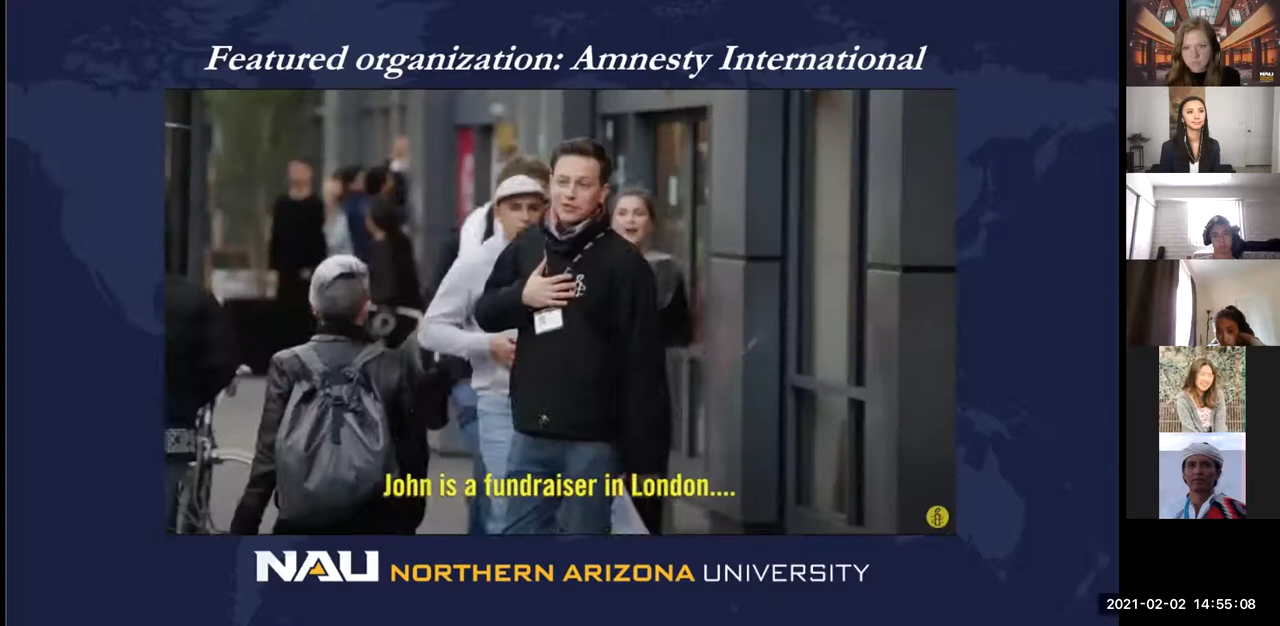 Featured organization: Amnesty International
John is a fundraiser in London....
NAU NORTHERN ARIZONA UNIVERSITY
NAU
2021-02-02 14:55:08